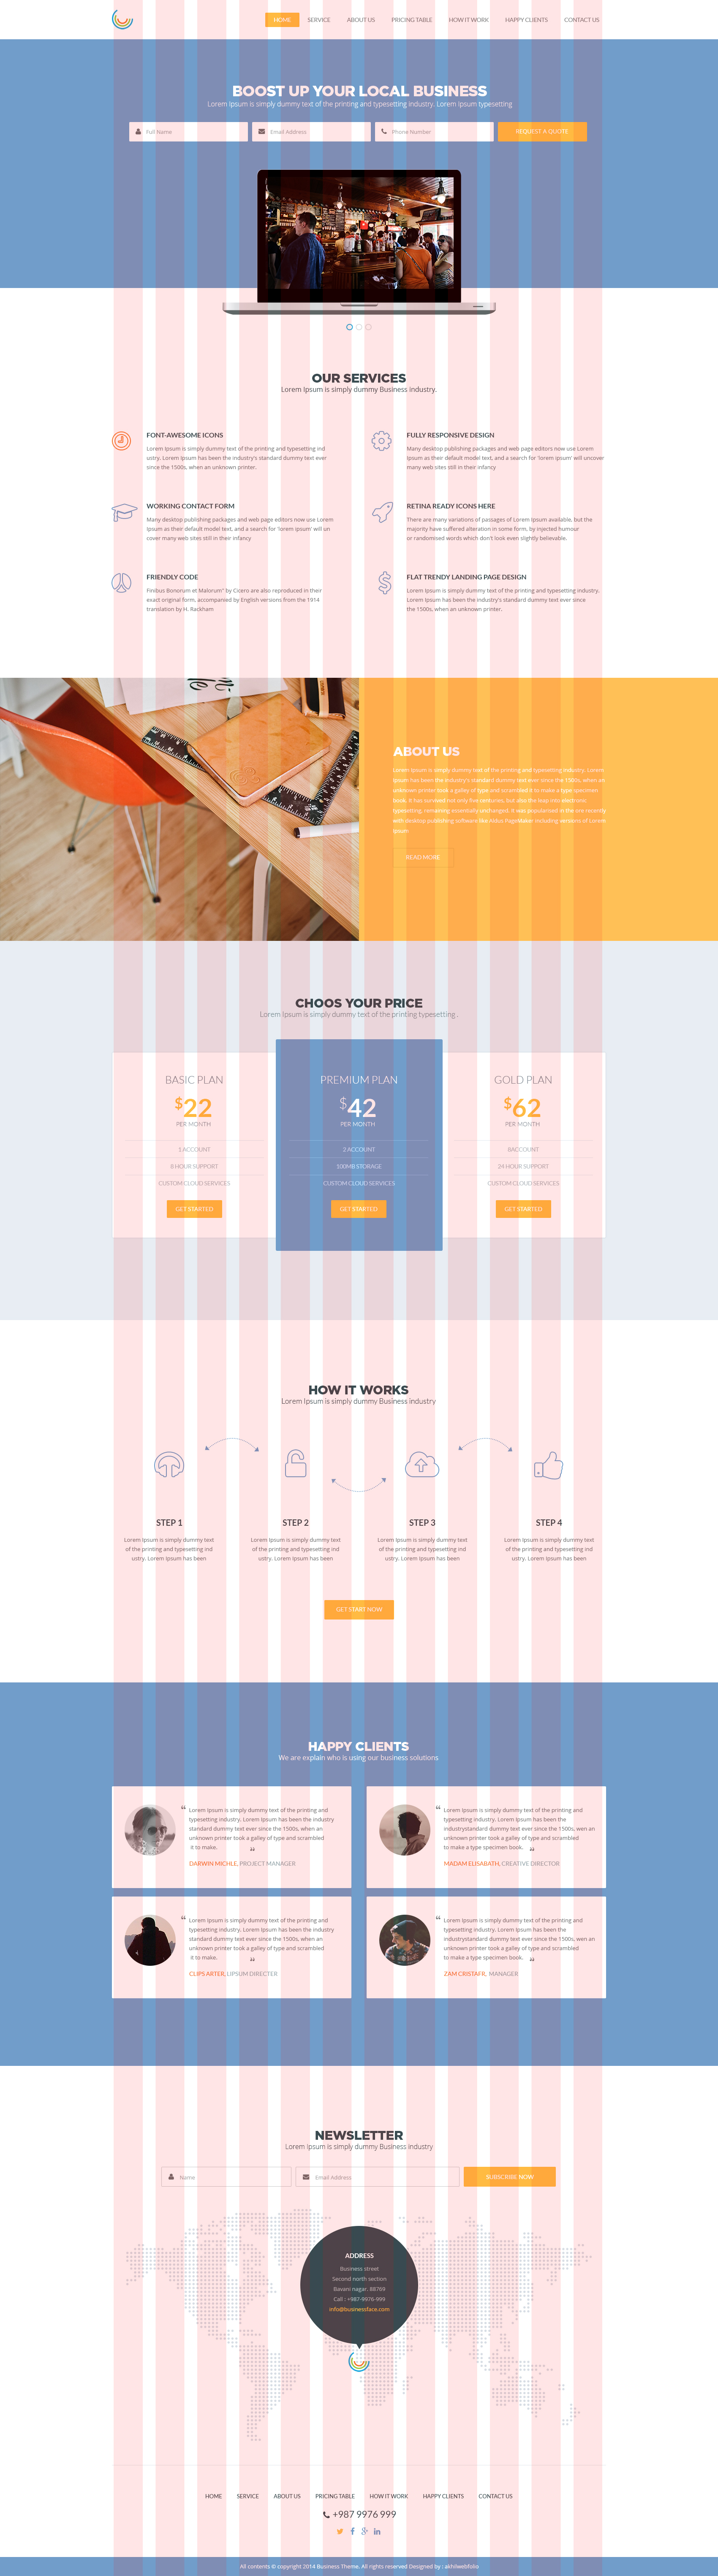 HOME SERVICE ABOUT US PRICING TABLE HOW IT WORK HAPPY CLIENTS CONTACT US
BOOST UP YOUR LOCAL BUSINESS
Lorem Ipsum is simply dummy text of the printing and typesetting industry. Lorem Ipsum typesetting
Full Name Email Address Phone Number REQUEST A QUOTE
OUR SERVICES
Lorem Ipsum is simply dummy Business industry.
FONT-AWESOME ICONS
Lorem Ipsum is simply dummy text of the printing and typesetting ind
ustry. Lorem Ipsum has been the industry's standard dummy text ever
since the 1500s, when an unknown printer.
FULLY RESPONSIVE DESIGN
Many desktop publishing packages and web page editors now use Lorem
Ipsum as their default model text, and a search for 'lorem ipsum' will uncover
many web sites still in their infancy
WORKING CONTACT FORM
Many desktop publishing packages and web page editors now use Lorem
Ipsum as their default model text, and a search for 'lorem ipsum' will un
cover many web sites still in their infancy
RETINA READY ICONS HERE
There are many variations of passages of Lorem Ipsum available, but the
majority have suffered alteration in some form, by injected humour
or randomised words which don't look even slightly believable.
FRIENDLY CODE
Finibus Bonorum et Malorum" by Cicero are also reproduced in their
exact original form, accompanied by English versions from the 1914
translation by H. Rackham
FLAT TRENDY LANDING PAGE DESIGN
Lorem Ipsum is simply dummy text of the printing and typesetting industry.
Lorem Ipsum has been the industry's standard dummy text ever since
the 1500s, when an unknown printer.
ABOUT US
Lorem Ipsum is simply dummy text of the printing and typesetting industry. Lorem
Ipsum has been the industry's standard dummy text ever since the 1500s, when an
unknown printer took a galley of type and scrambled it to make a type specimen
book. It has survived not only five centuries, but also the leap into electronic
typesetting, remaining essentially unchanged. It was popularised in the ore recently
with desktop publishing software like Aldus PageMaker including versions of Lorem
Ipsum
READ MORE
CHOOS YOUR PRICE
Lorem Ipsum is simply dummy text of the printing typesetting .
BASIC PLAN
$22
PER MONTH
1 ACCOUNT
8 HOUR SUPPORT
CUSTOM CLOUD SERVICES
GET STARTED
PREMIUM PLAN
$42
PER MONTH
2 ACCOUNT
100MB STORAGE
CUSTOM CLOUD SERVICES
GET STARTED
GOLD PLAN
$62
PER MONTH
8ACCOUNT
24 HOUR SUPPORT
CUSTOM CLOUD SERVICES
GET STARTED
HOW IT WORKS
Lorem Ipsum is simply dummy Business industry
STEP 1
Lorem Ipsum is simply dummy text
of the printing and typesetting ind
ustry. Lorem Ipsum has been
STEP 2
Lorem Ipsum is simply dummy text
of the printing and typesetting ind
ustry. Lorem Ipsum has been
STEP 3
Lorem Ipsum is simply dummy text
of the printing and typesetting ind
ustry. Lorem Ipsum has been
STEP 4
Lorem Ipsum is simply dummy text
of the printing and typesetting ind
ustry. Lorem Ipsum has been
GET START NOW
HAPPY CLIENTS
We are explain who is using our business solutions
“ Lorem Ipsum is simply dummy text of the printing and
typesetting industry. Lorem Ipsum has been the industry
standard dummy text ever since the 1500s, when an
unknown printer took a galley of type and scrambled
it to make. ”
DARWIN MICHLE, PROJECT MANAGER
“ Lorem Ipsum is simply dummy text of the printing and
typesetting industry. Lorem Ipsum has been the
industrystandard dummy text ever since the 1500s, wen an
unknown printer took a galley of type and scrambled
to make a type specimen book. ”
MADAM ELISABATH, CREATIVE DIRECTOR
“ Lorem Ipsum is simply dummy text of the printing and
typesetting industry. Lorem Ipsum has been the industry
standard dummy text ever since the 1500s, when an
unknown printer took a galley of type and scrambled
it to make. ”
CLIPS ARTER, LIPSUM DIRECTER
“ Lorem Ipsum is simply dummy text of the printing and
typesetting industry. Lorem Ipsum has been the
industrystandard dummy text ever since the 1500s, wen an
unknown printer took a galley of type and scrambled
to make a type specimen book. ”
ZAM CRISTAFR, MANAGER
NEWSLETTER
Lorem Ipsum is simply dummy Business industry
Name Email Address SUBSCRIBE NOW
ADDRESS
Business street
Second north section
Bavani nagar, 88769
Call : +987-9976-999
info@businessface.com
HOME SERVICE ABOUT US PRICING TABLE HOW IT WORK HAPPY CLIENTS CONTACT US
+987 9976 999
All contents © copyright 2014 Business Theme, All rights reserved Designed by : akhilwebfolio